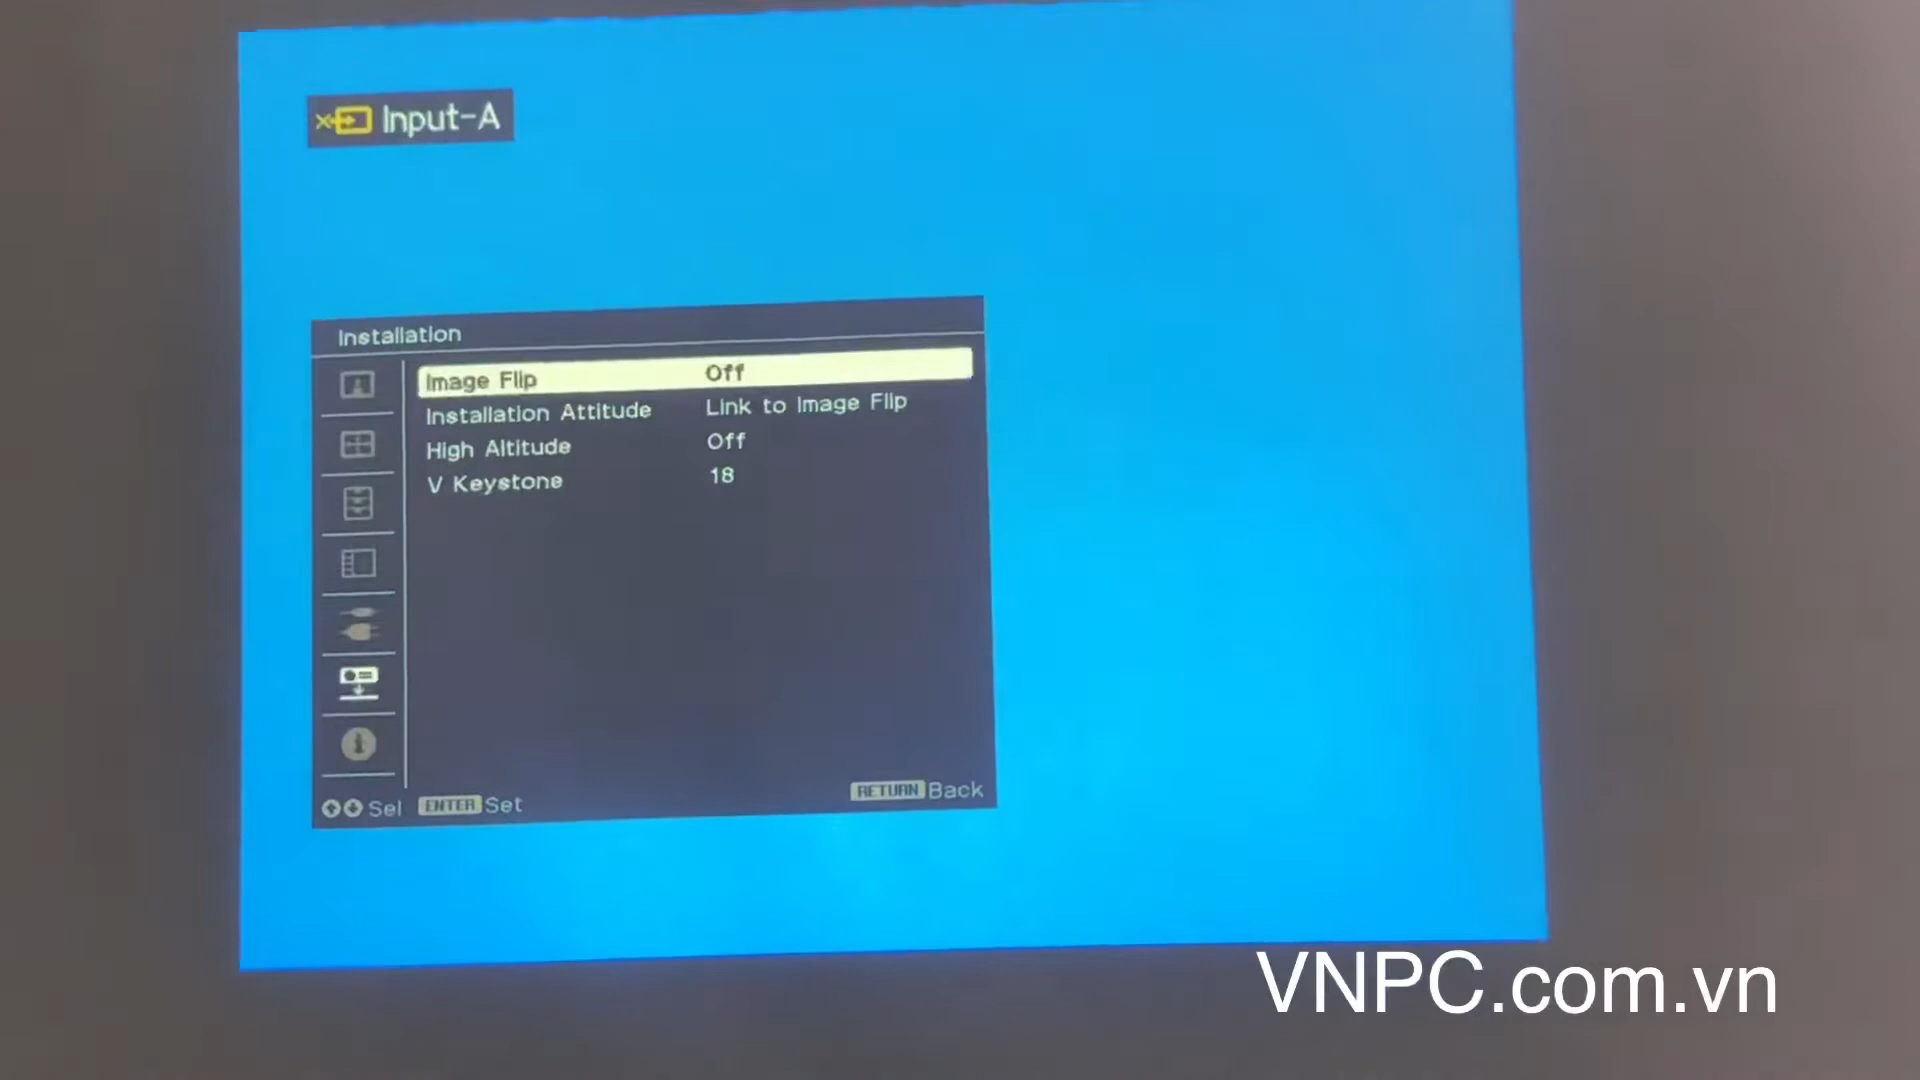 Input-A
Installation
Image Flip Off
Installation Attitude Link to Image Flip
High Altitude Off
V Keystone 18
Sel ENTER Set RETURN Back
VNPC.com.vn